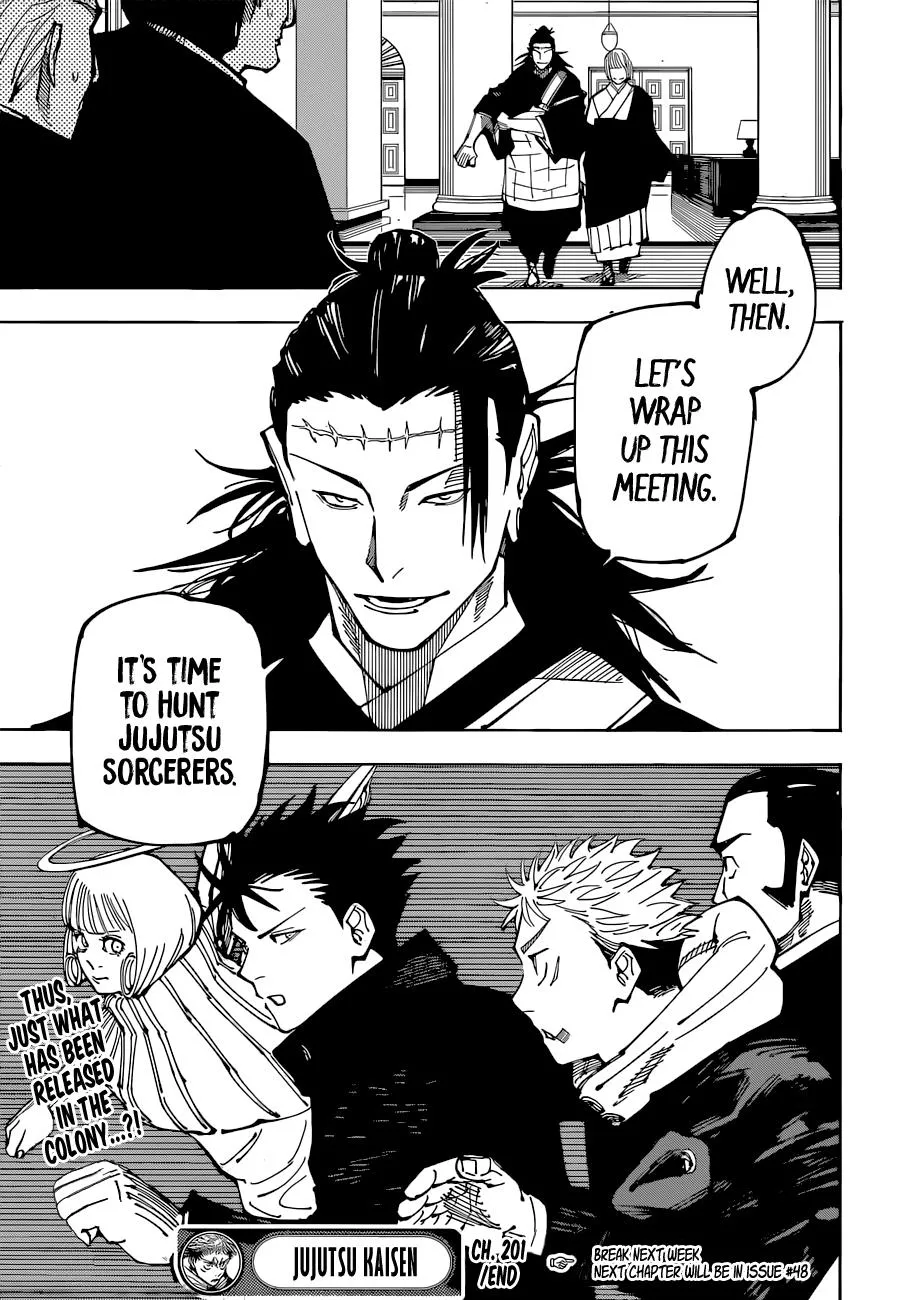 WELL,
THEN.
LET'S
WRAP
UP THIS
MEETING.
IT'S TIME
TO HUNT
JUJUTSU
SORCERERS.
THUS,
JUST WHAT
HAS BEEN
RELEASED
IN THE
COLONY...?!
JUJUTSU KAISEN
CH. 201
/END
BREAK NEXT WEEK
NEXT CHAPTER WILL BE IN ISSUE #48